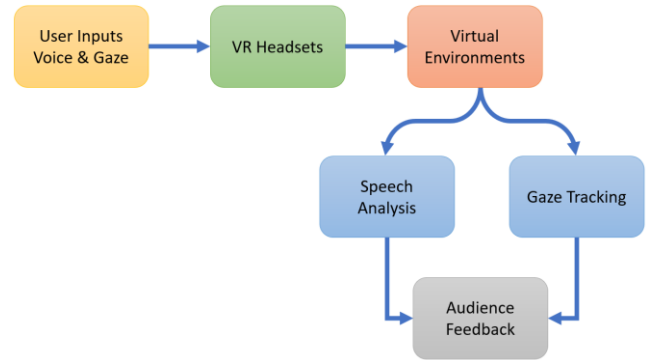 User Inputs
Voice & Gaze
VR Headsets
Virtual
Environments
Speech
Analysis
Gaze Tracking
Audience
Feedback